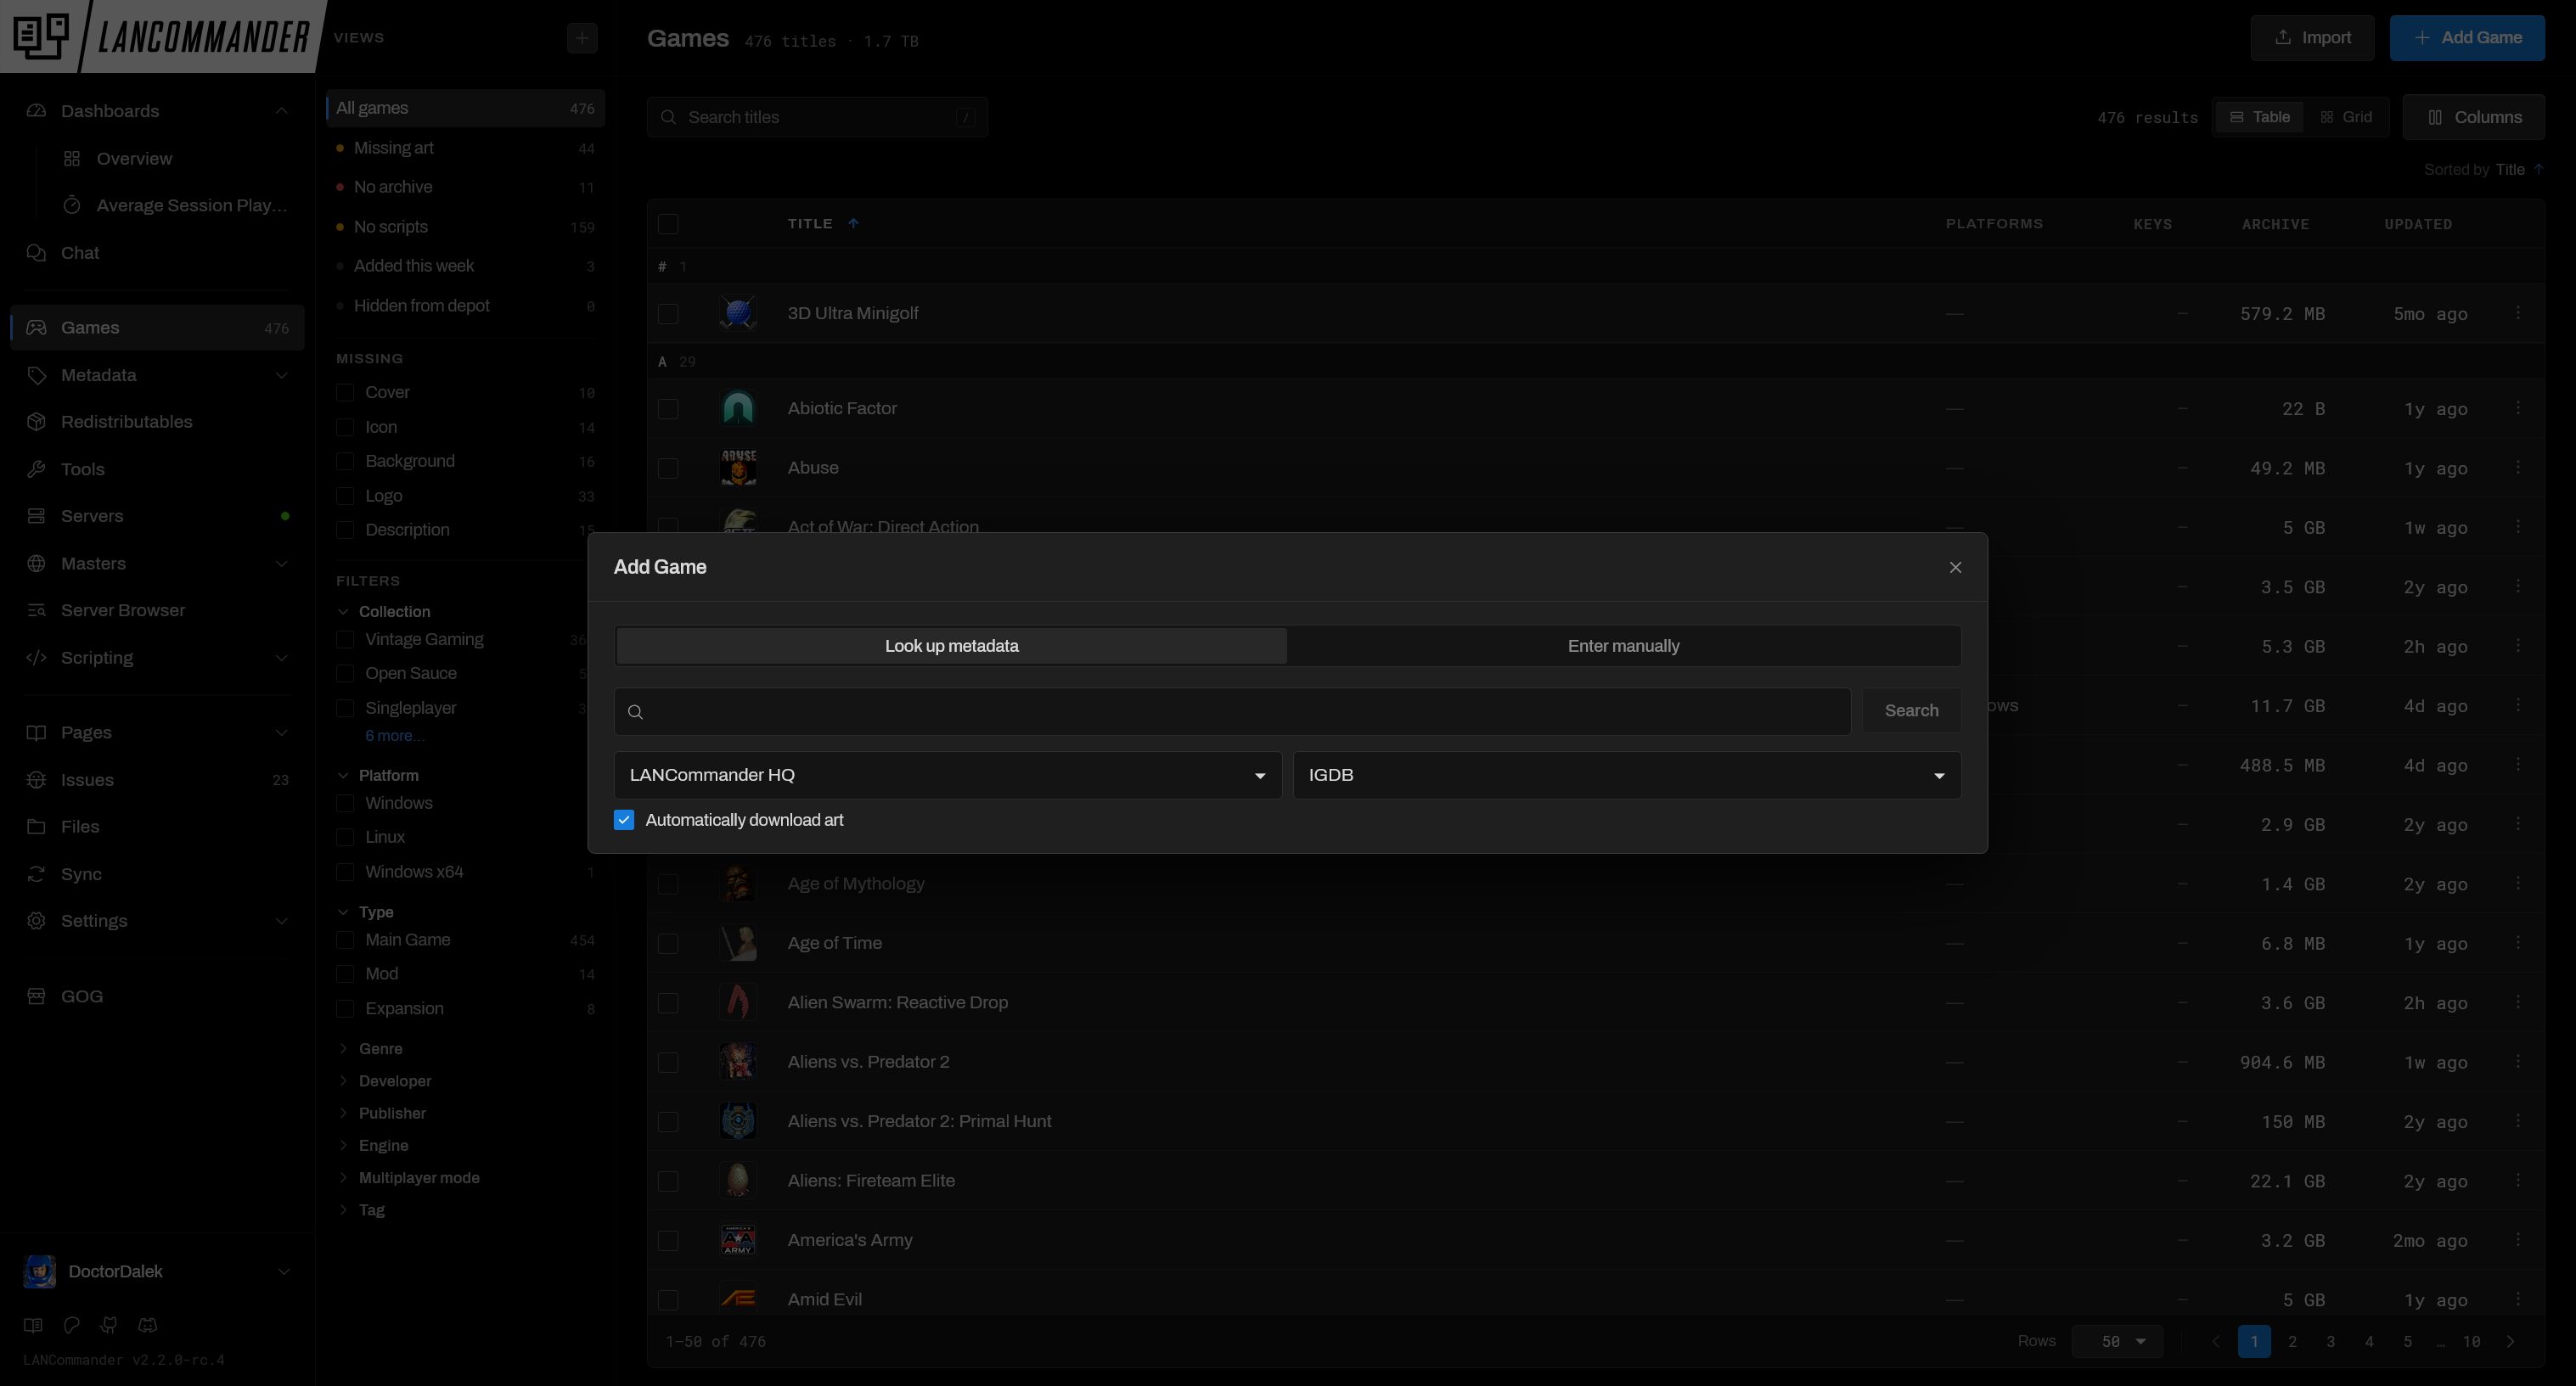 LANCOMMANDER
Dashboards
Overview
Average Session Play...
Chat
Games 476
Metadata
Redistributables
Tools
Servers
Masters
Server Browser
Scripting
Pages
Issues 23
Files
Sync
Settings
GOG
DoctorDalek
LANCommander v2.2.0-rc.4
VIEWS
All games 476
Missing art 44
No archive 11
No scripts 159
Added this week 3
Hidden from depot 0
MISSING
Cover 10
Icon 14
Background 16
Logo 33
Description 15
FILTERS
Collection
Vintage Gaming 36
Open Sauce 5
Singleplayer 3
6 more...
Platform
Windows
Linux
Windows x64 1
Type
Main Game 454
Mod 14
Expansion 8
Genre
Developer
Publisher
Engine
Multiplayer mode
Tag
Games 476 titles · 1.7 TB
Import
Add Game
Search titles /
476 results
Table
Grid
Columns
Sorted by Title ↑
TITLE ↑ PLATFORMS KEYS ARCHIVE UPDATED
# 1
3D Ultra Minigolf — — 579.2 MB 5mo ago
A 29
Abiotic Factor — — 22 B 1y ago
ABUSE
Abuse — — 49.2 MB 1y ago
Act of War: Direct Action — — 5 GB 1w ago
— 3.5 GB 2y ago
— 5.3 GB 2h ago
ows — 11.7 GB 4d ago
— 488.5 MB 4d ago
— 2.9 GB 2y ago
Add Game
Look up metadata
Enter manually
Search
LANCommander HQ
IGDB
Automatically download art
Age of Mythology — — 1.4 GB 2y ago
Age of Time — — 6.8 MB 1y ago
Alien Swarm: Reactive Drop — — 3.6 GB 2h ago
Aliens vs. Predator 2 — — 904.6 MB 1w ago
Aliens vs. Predator 2: Primal Hunt — — 150 MB 2y ago
Aliens: Fireteam Elite — — 22.1 GB 2y ago
AMERICA'S
ARMY
America's Army — — 3.2 GB 2mo ago
Amid Evil — — 5 GB 1y ago
1–50 of 476
Rows 50
1 2 3 4 5 … 10